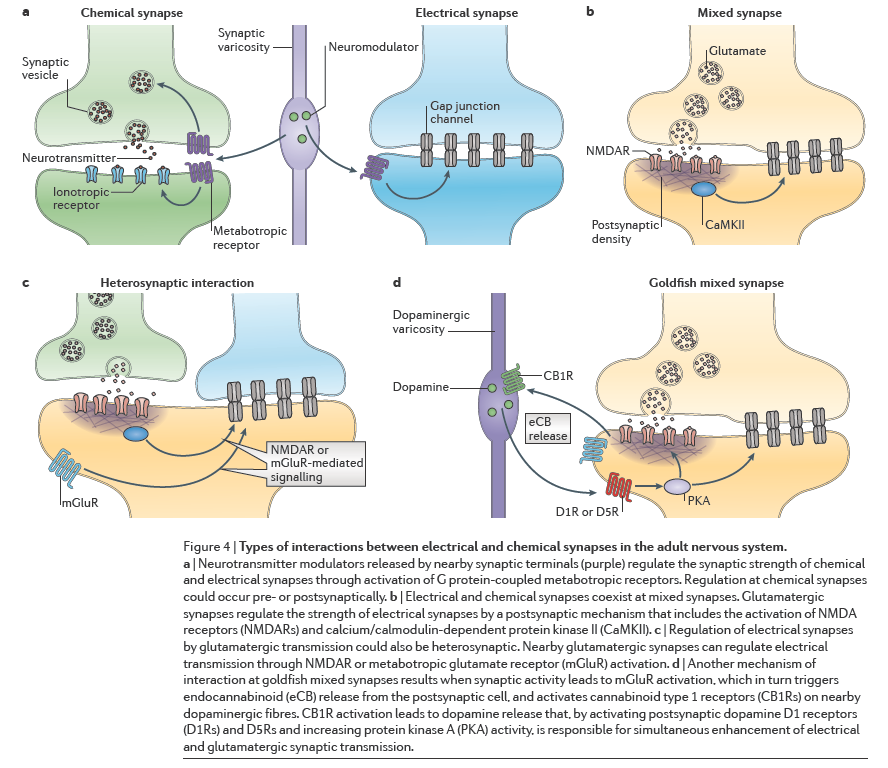 a
Chemical synapse
Synaptic
varicosity
Neuromodulator
Electrical synapse
b
Mixed synapse
Synaptic
vesicle
Glutamate
Gap junction
channel
Neurotransmitter
NMDAR
Ionotropic
receptor
Metabotropic
receptor
Postsynaptic
density
CaMKII
c
Heterosynaptic interaction
d
Goldfish mixed synapse
Dopaminergic
varicosity
Dopamine
CB1R
eCB
release
NMDAR or
mGluR-mediated
signalling
mGluR
D1R or D5R
PKA
Figure 4 | Types of interactions between electrical and chemical synapses in the adult nervous system.
a | Neurotransmitter modulators released by nearby synaptic terminals (purple) regulate the synaptic strength of chemical
and electrical synapses through activation of G protein-coupled metabotropic receptors. Regulation at chemical synapses
could occur pre- or postsynaptically. b | Electrical and chemical synapses coexist at mixed synapses. Glutamatergic
synapses regulate the strength of electrical synapses by a postsynaptic mechanism that includes the activation of NMDA
receptors (NMDARs) and calcium/calmodulin-dependent protein kinase II (CaMKII). c | Regulation of electrical synapses
by glutamatergic transmission could also be heterosynaptic. Nearby glutamatergic synapses can regulate electrical
transmission through NMDAR or metabotropic glutamate receptor (mGluR) activation. d | Another mechanism of
interaction at goldfish mixed synapses results when synaptic activity leads to mGluR activation, which in turn triggers
endocannabinoid (eCB) release from the postsynaptic cell, and activates cannabinoid type 1 receptors (CB1Rs) on nearby
dopaminergic fibres. CB1R activation leads to dopamine release that, by activating postsynaptic dopamine D1 receptors
(D1Rs) and D5Rs and increasing protein kinase A (PKA) activity, is responsible for simultaneous enhancement of electrical
and glutamatergic synaptic transmission.